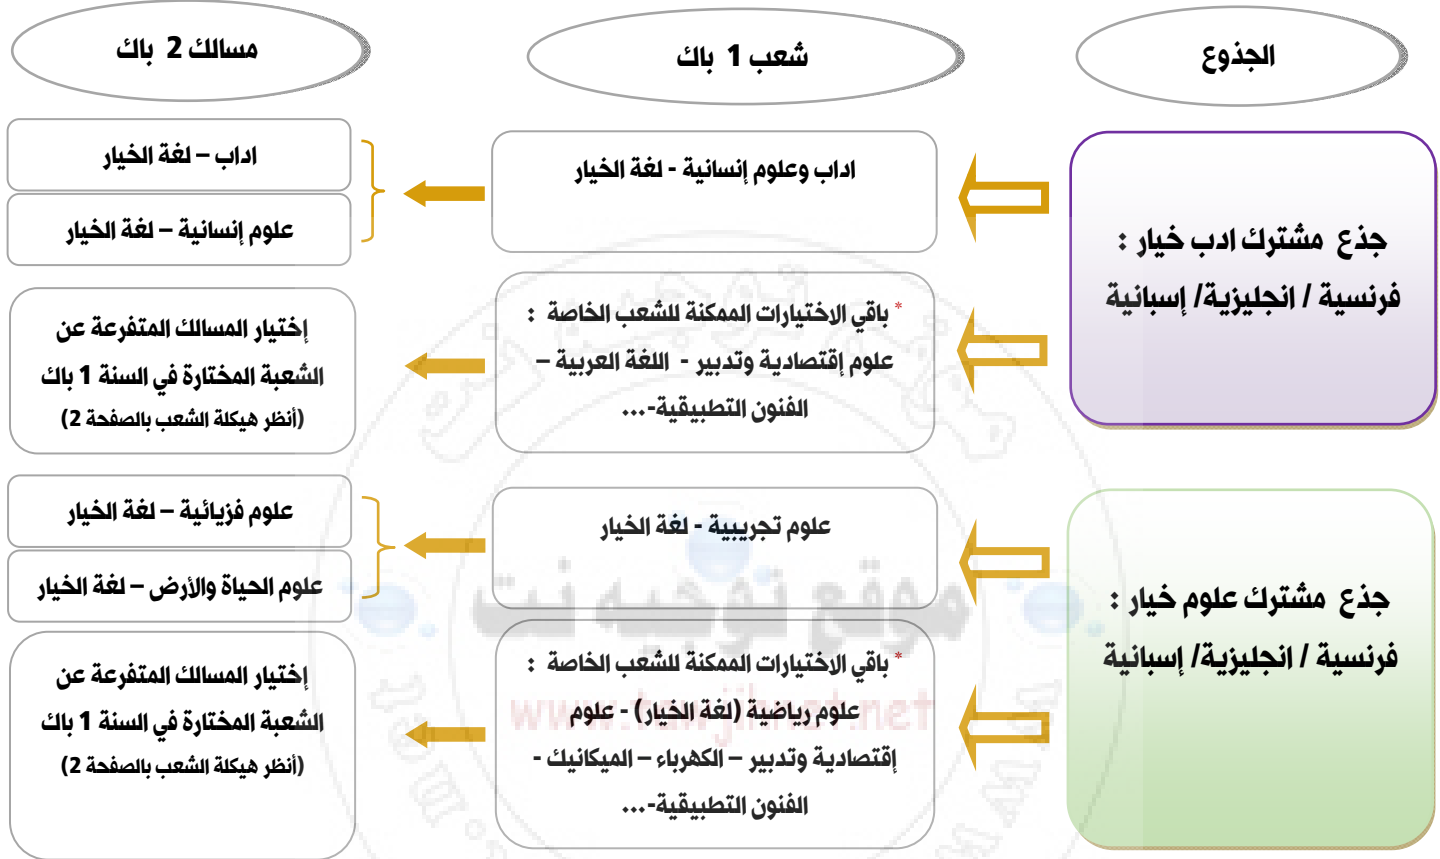 الجذوع
شعب 1 باك
مسالك 2 باك
جذع مشترك ادب خيار :
فرنسية / انجليزية/ إسبانية
اداب وعلوم إنسانية - لغة الخيار
اداب – لغة الخيار
علوم إنسانية – لغة الخيار
* باقي الاختيارات الممكنة للشعب الخاصة :
علوم إقتصادية وتدبير - اللغة العربية –
الفنون التطبيقية-...
إختيار المسالك المتفرعة عن
الشعبة المختارة في السنة 1 باك
(أنظر هيكلة الشعب بالصفحة 2)
جذع مشترك علوم خيار :
فرنسية / انجليزية/ إسبانية
علوم تجريبية - لغة الخيار
علوم فزيائية – لغة الخيار
علوم الحياة والأرض – لغة الخيار
* باقي الاختيارات الممكنة للشعب الخاصة :
علوم رياضية (لغة الخيار) - علوم
إقتصادية وتدبير – الكهرباء – الميكانيك -
الفنون التطبيقية-...
إختيار المسالك المتفرعة عن
الشعبة المختارة في السنة 1 باك
(أنظر هيكلة الشعب بالصفحة 2)
موقع توجيه نت
www.tawjihnet.net